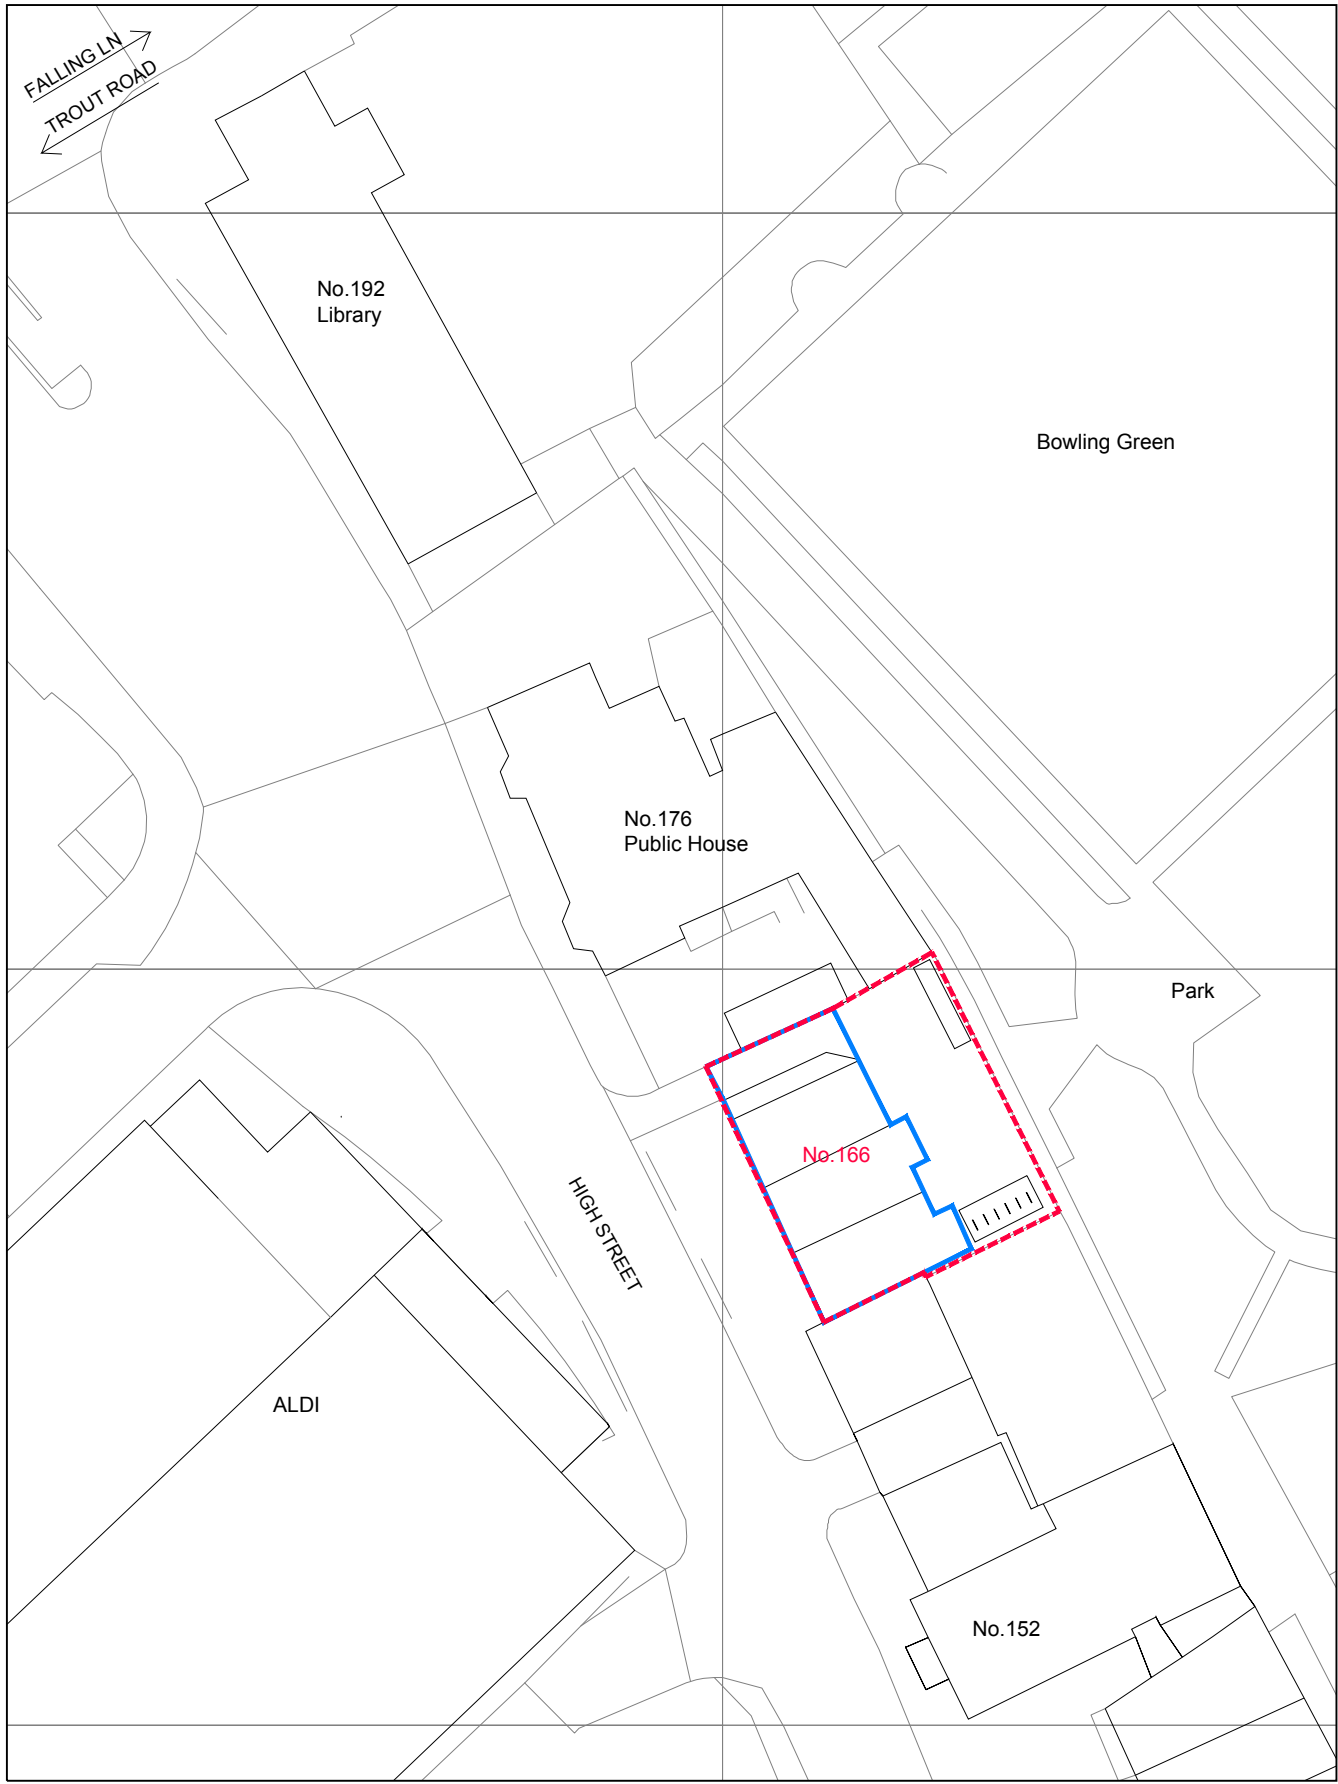 FALLING LN
TROUT ROAD
No.192
Library
Bowling Green
No.176
Public House
Park
No.166
HIGH STREET
ALDI
No.152